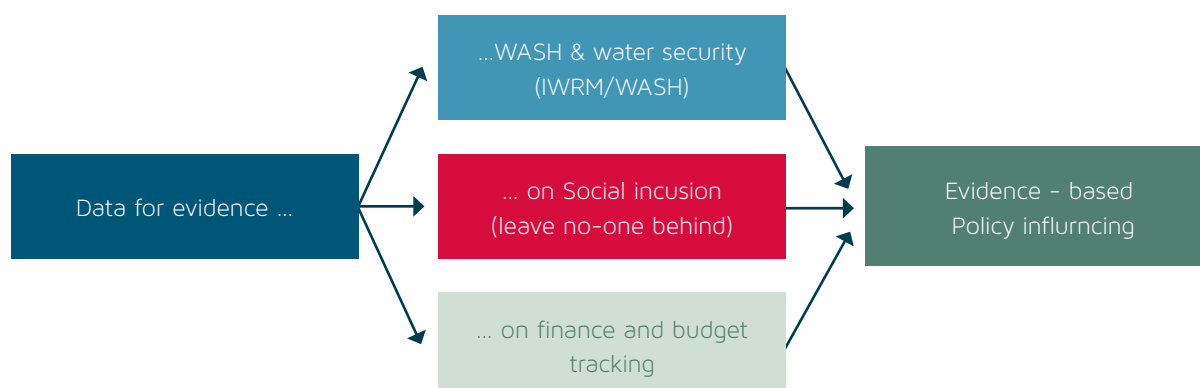 Data for evidence ...
...WASH & water security
(IWRM/WASH)
... on Social incusion
(leave no-one behind)
... on finance and budget
tracking
Evidence - based
Policy influrncing